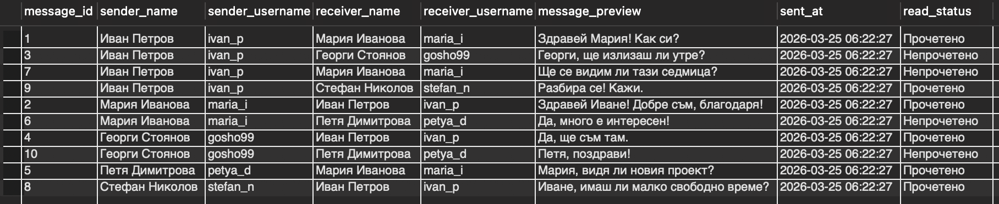 message_id sender_name sender_username receiver_name receiver_username message_preview sent_at read_status
1 Иван Петров ivan_p Мария Иванова maria_i Здравей Мария! Как си? 2026-03-25 06:22:27 Прочетено
3 Иван Петров ivan_p Георги Стоянов gosho99 Георги, ще излизаш ли утре? 2026-03-25 06:22:27 Непрочетено
7 Иван Петров ivan_p Мария Иванова maria_i Ще се видим ли тази седмица? 2026-03-25 06:22:27 Непрочетено
9 Иван Петров ivan_p Стефан Николов stefan_n Разбира се! Кажи. 2026-03-25 06:22:27 Прочетено
2 Мария Иванова maria_i Иван Петров ivan_p Здравей Иване! Добре съм, благодаря! 2026-03-25 06:22:27 Прочетено
6 Мария Иванова maria_i Петя Димитрова petya_d Да, много е интересен! 2026-03-25 06:22:27 Непрочетено
4 Георги Стоянов gosho99 Иван Петров ivan_p Да, ще съм там. 2026-03-25 06:22:27 Прочетено
10 Георги Стоянов gosho99 Петя Димитрова petya_d Петя, поздрави! 2026-03-25 06:22:27 Непрочетено
5 Петя Димитрова petya_d Мария Иванова maria_i Мария, видя ли новия проект? 2026-03-25 06:22:27 Прочетено
8 Стефан Николов stefan_n Иван Петров ivan_p Иване, имаш ли малко свободно време? 2026-03-25 06:22:27 Прочетено